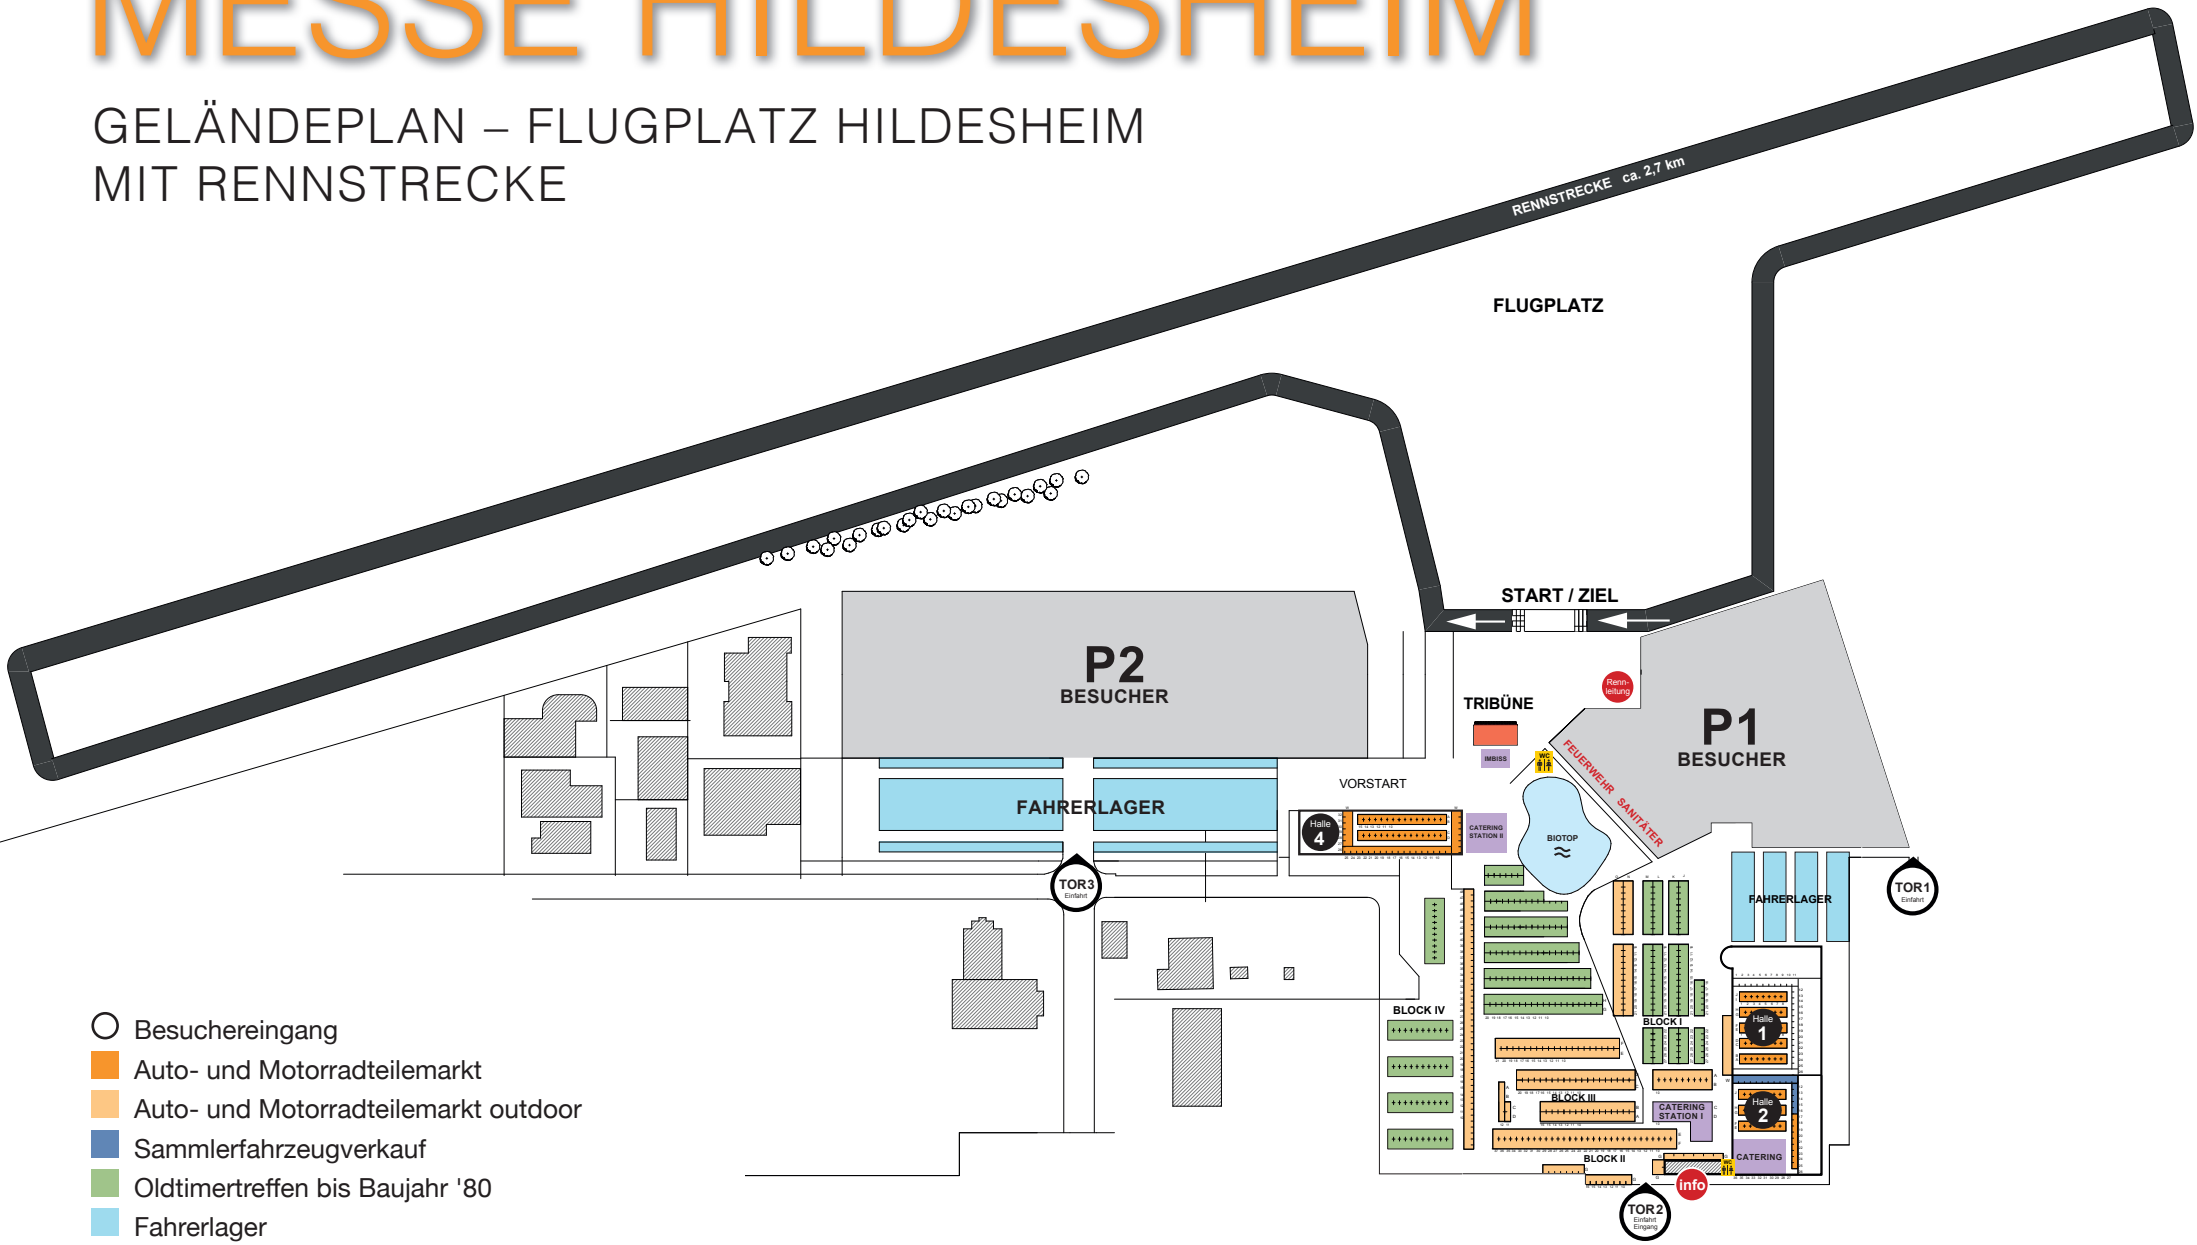 MESSE HILDESHEIM
GELÄNDEPLAN – FLUGPLATZ HILDESHEIM
MIT RENNSTRECKE
RENNSTRECKE ca. 2,7 km
FLUGPLATZ
START / ZIEL
P2
BESUCHER
Renn-
leitung
TRIBÜNE
P1
BESUCHER
IMBISS
WC
FEUERWEHR SANITÄTER
VORSTART
FAHRERLAGER
Halle
4
CATERING
STATION II
BIOTOP
TOR3
Einfahrt
TOR1
Einfahrt
FAHRERLAGER
BLOCK IV
BLOCK I
Halle
1
BLOCK III
CATERING
STATION I
Halle
2
CATERING
BLOCK II
WC
info
TOR2
Einfahrt
Eingang
Besuchereingang
Auto- und Motorradteilemarkt
Auto- und Motorradteilemarkt outdoor
Sammlerfahrzeugverkauf
Oldtimertreffen bis Baujahr '80
Fahrerlager